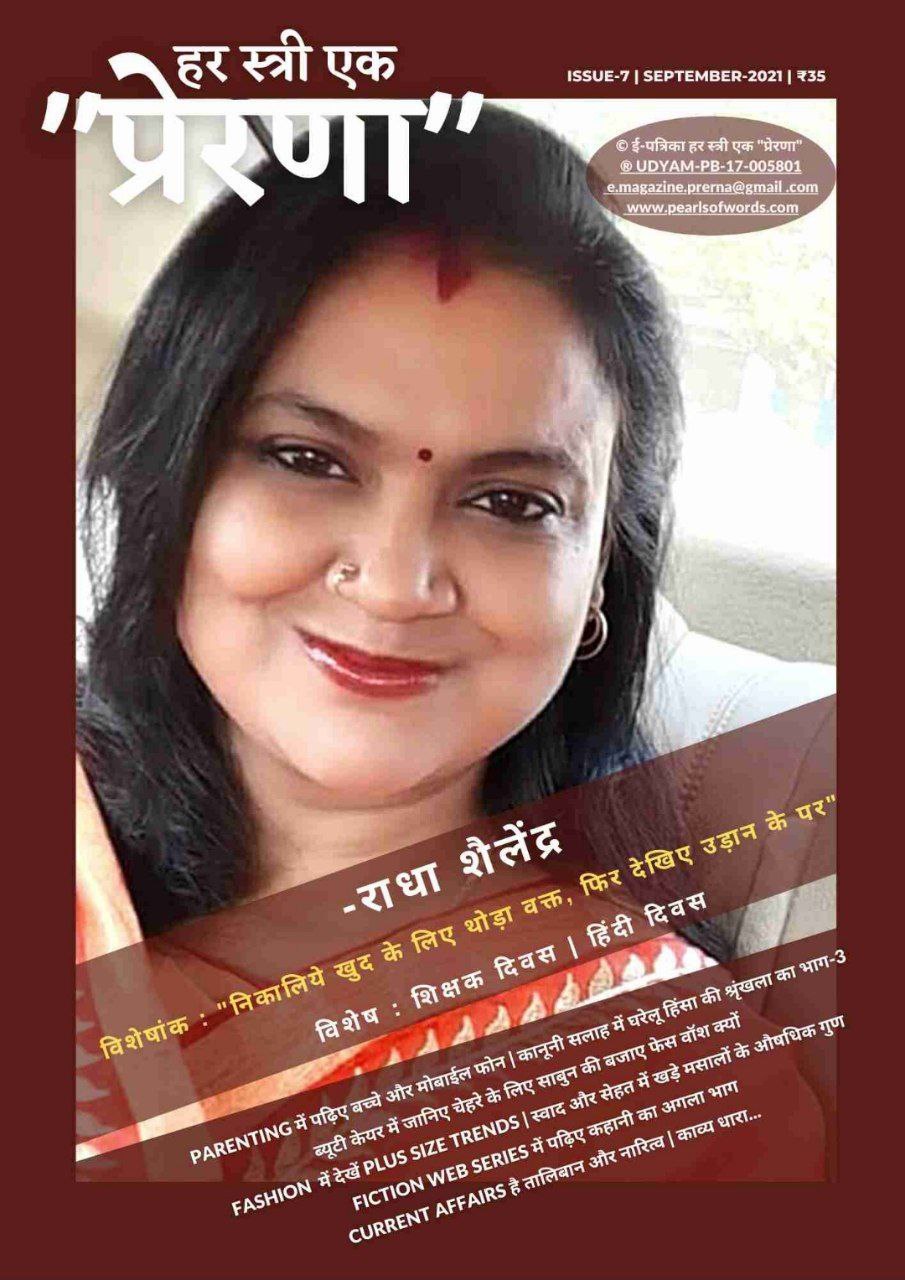 हर स्त्री एक
"प्रेरणा"
ISSUE-7 | SEPTEMBER-2021 | ₹35
© ई-पत्रिका हर स्त्री एक "प्रेरणा"
® UDYAM-PB-17-005801
e.magazine.prerna@gmail .com
www.pearlsofwords.com
-राधा शैलेंद्र
विशेषांक : "निकालिये खुद के लिए थोड़ा वक्त, फिर देखिए उड़ान के पर"
विशेष : शिक्षक दिवस | हिंदी दिवस
PARENTING में पढ़िए बच्चे और मोबाईल फोन | कानूनी सलाह में घरेलू हिंसा की श्रृंखला का भाग-3
ब्यूटी केयर में जानिए चेहरे के लिए साबुन की बजाए फेस वॉश क्यों
FASHION में देखें PLUS SIZE TRENDS | स्वाद और सेहत में खड़े मसालों के औषधिक गुण
FICTION WEB SERIES में पढ़िए कहानी का अगला भाग
CURRENT AFFAIRS है तालिबान और नारित्व | काव्य धारा...